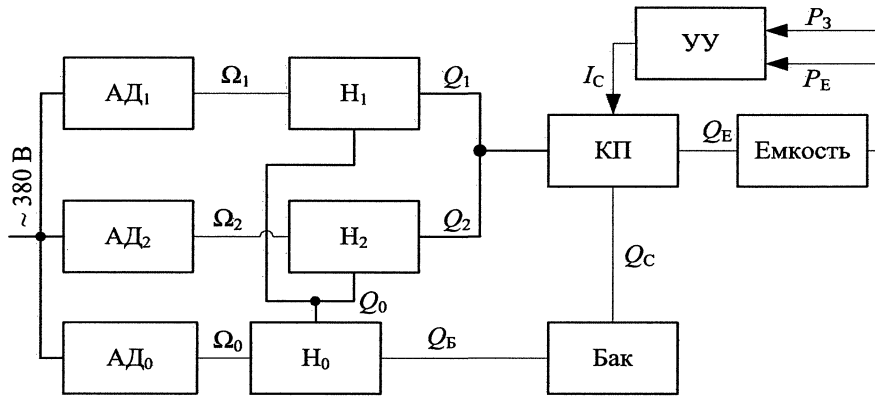 УУ
P₃
P_Е
I_С
АД₁
Ω₁
Н₁
Q₁
КП
Q_Е
Емкость
~ 380 В
АД₂
Ω₂
Н₂
Q₂
Q_С
Q₀
АД₀
Ω₀
Н₀
Q_Б
Бак